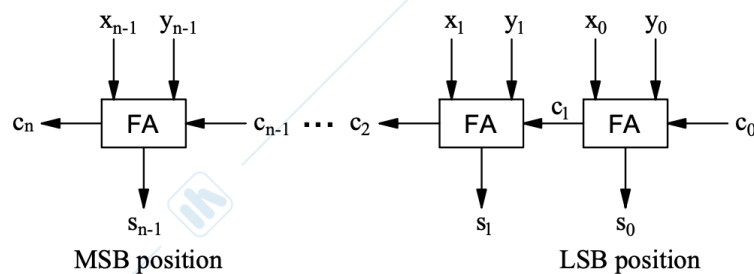 xn-1 yn-1 x1 y1 x0 y0
cn FA cn-1 ... c2 FA c1 FA c0
sn-1 s1 s0
MSB position LSB position